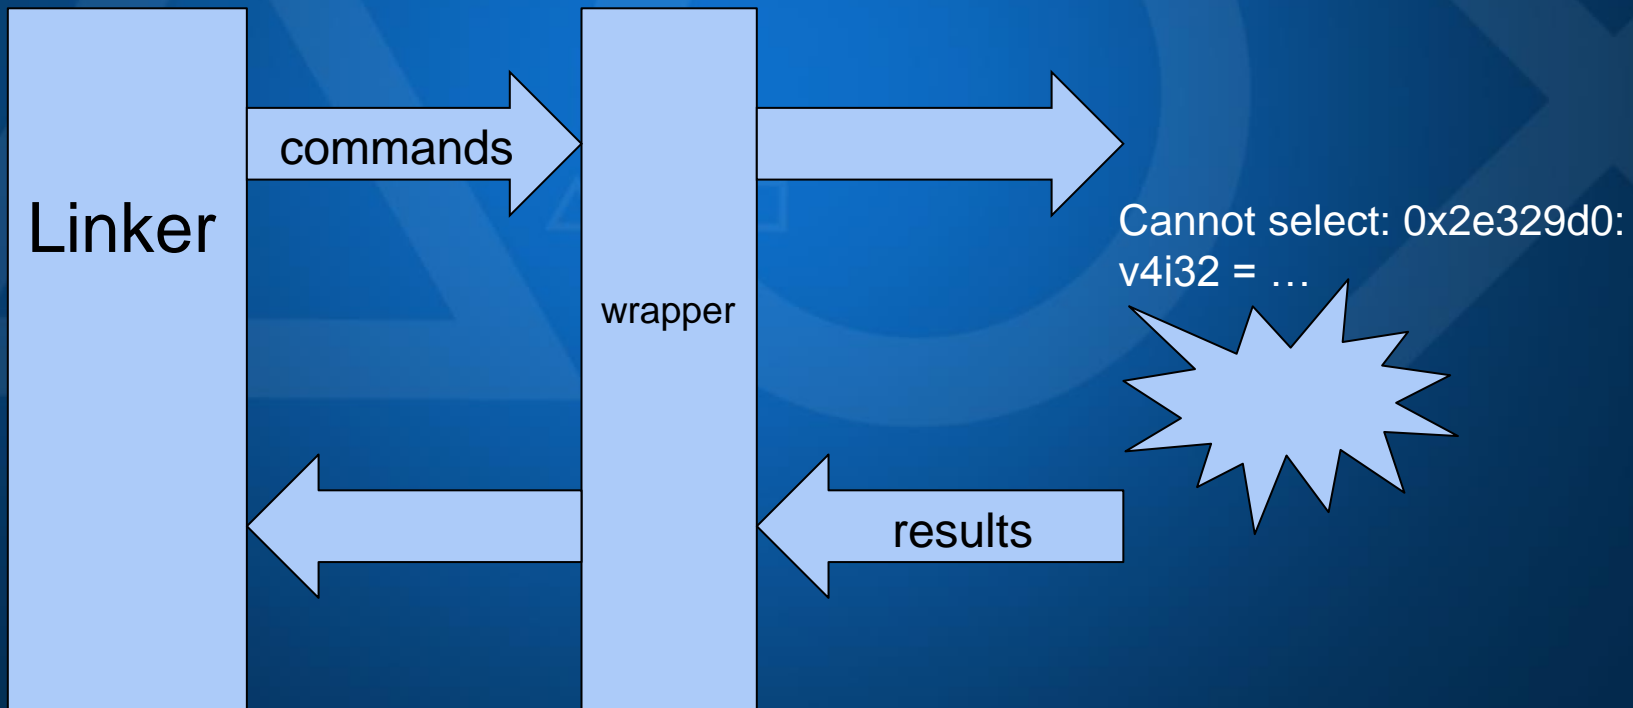 Linker
commands
wrapper
Cannot select: 0x2e329d0:
v4i32 = …
results